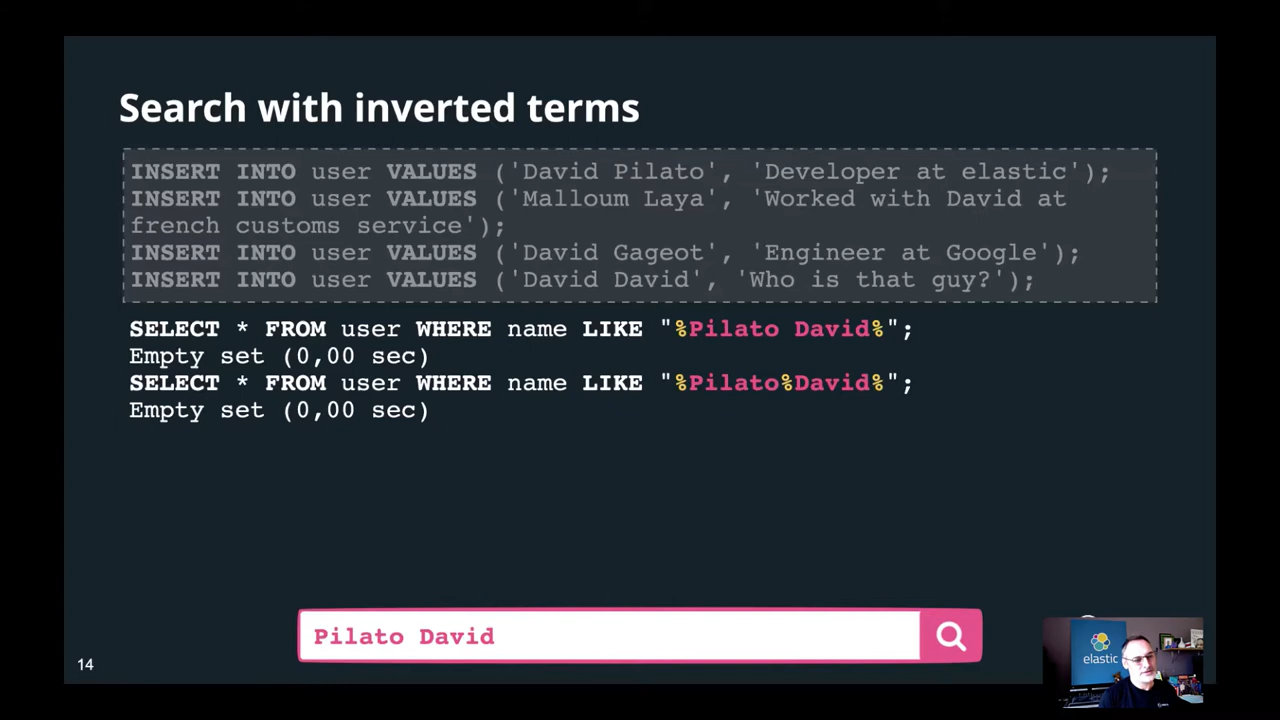 Search with inverted terms
INSERT INTO user VALUES ('David Pilato', 'Developer at elastic');
INSERT INTO user VALUES ('Malloum Laya', 'Worked with David at
french customs service');
INSERT INTO user VALUES ('David Gageot', 'Engineer at Google');
INSERT INTO user VALUES ('David David', 'Who is that guy?');
SELECT * FROM user WHERE name LIKE "%Pilato David%";
Empty set (0,00 sec)
SELECT * FROM user WHERE name LIKE "%Pilato%David%";
Empty set (0,00 sec)
Pilato David
14
elastic